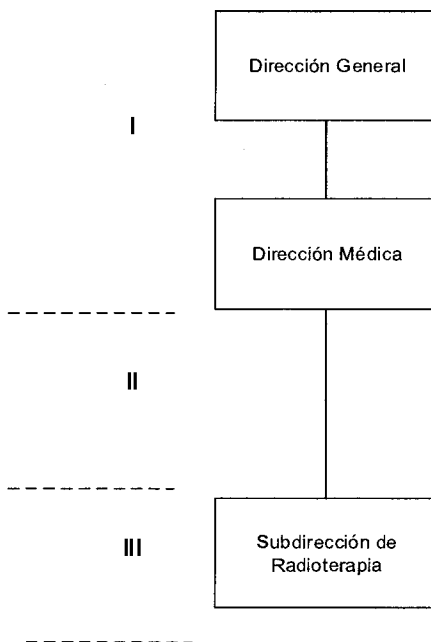 Dirección General
I
Dirección Médica
II
III
Subdirección de
Radioterapia